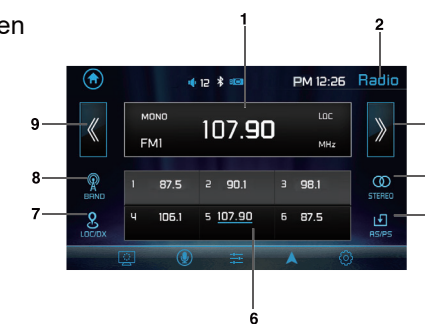 en
1
2
12 PM 12:26 Radio
9
MONO LOC
107.90
FM1 MHz
8
BAND
1 87.5 2 90.1 3 98.1
STEREO
7
LOC/DX
4 106.1 5 107.90 6 87.5
AS/PS
6